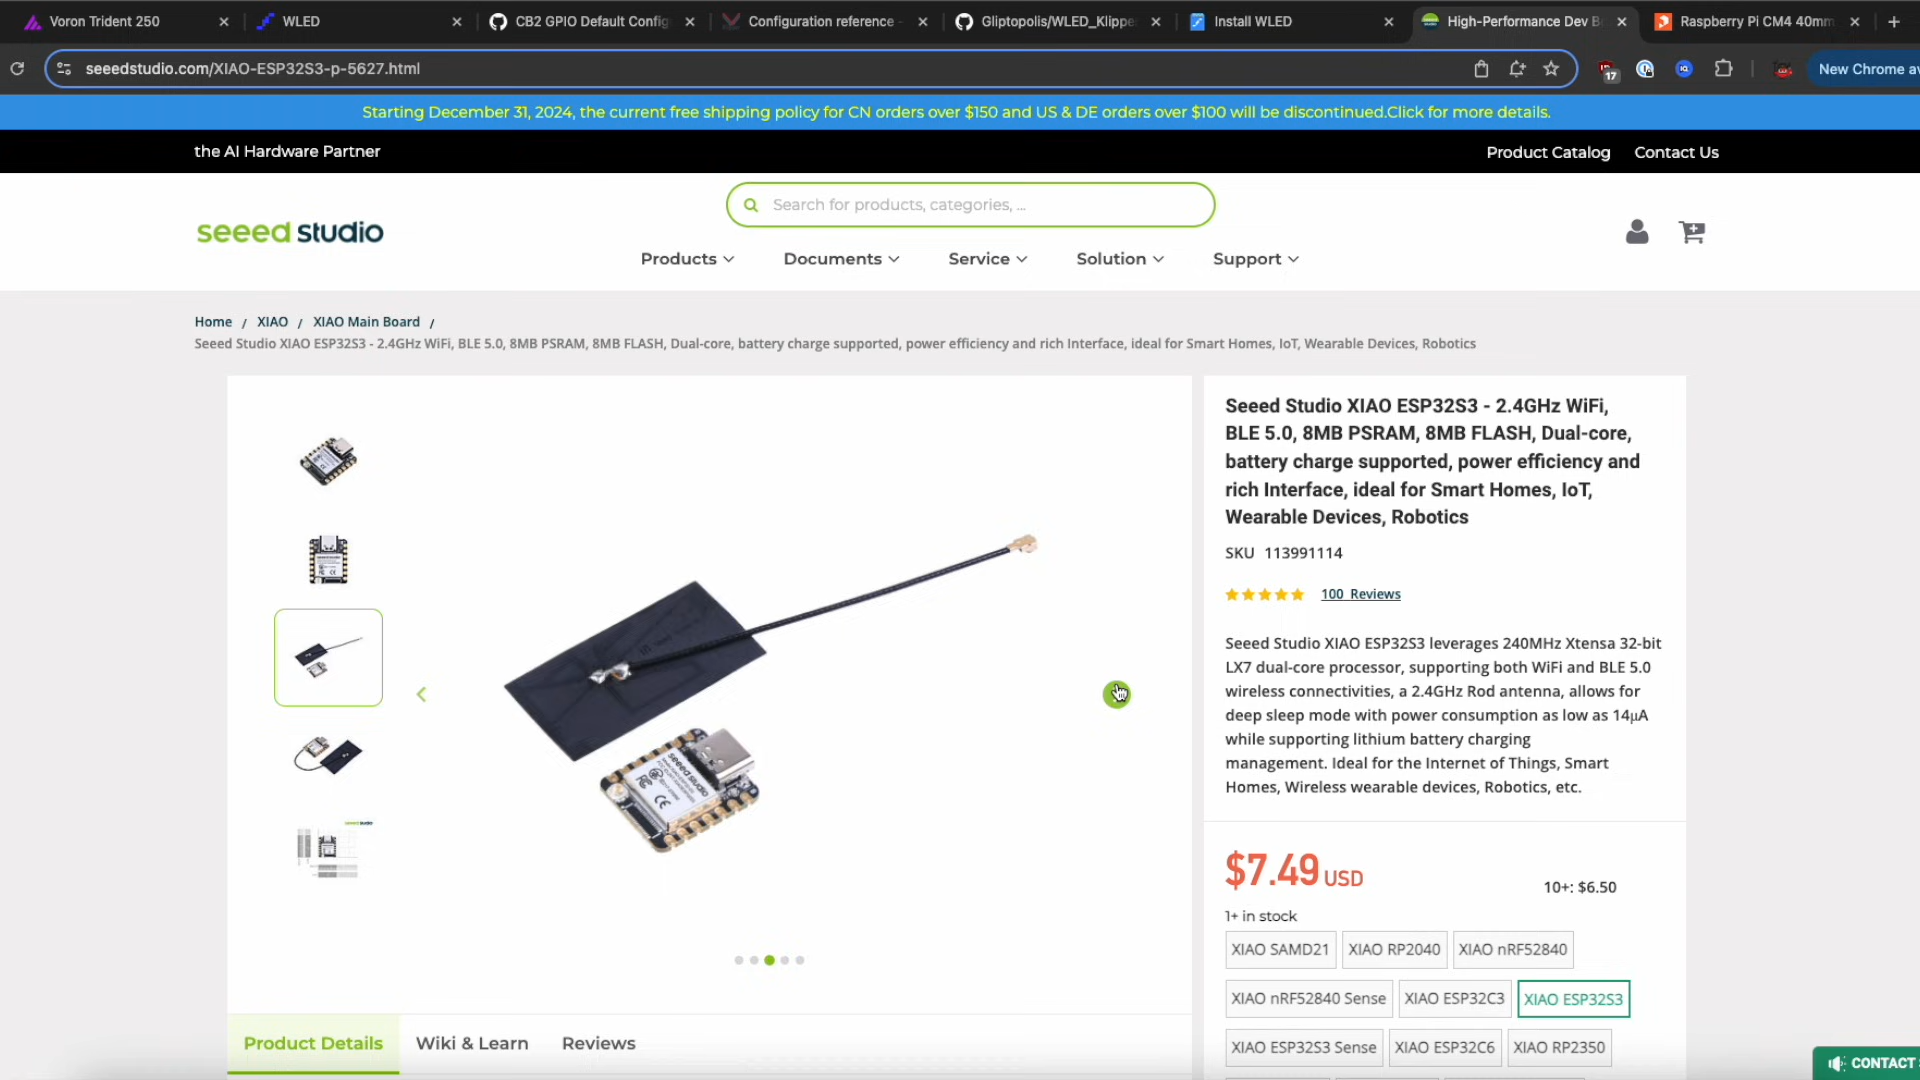 Voron Trident 250
WLED
CB2 GPIO Default Config
Configuration reference -
Gliptopolis/WLED_Klippe
Install WLED
High-Performance Dev B
Raspberry Pi CM4 40mm
seeedstudio.com/XIAO-ESP32S3-p-5627.html
17
New Chrome av
Starting December 31, 2024, the current free shipping policy for CN orders over $150 and US & DE orders over $100 will be discontinued.Click for more details.
the AI Hardware Partner
Product Catalog
Contact Us
Search for products, categories, ...
seeed studio
Products
Documents
Service
Solution
Support
Home / XIAO / XIAO Main Board /
Seeed Studio XIAO ESP32S3 - 2.4GHz WiFi, BLE 5.0, 8MB PSRAM, 8MB FLASH, Dual-core, battery charge supported, power efficiency and rich Interface, ideal for Smart Homes, IoT, Wearable Devices, Robotics
Seeed Studio XIAO ESP32S3 - 2.4GHz WiFi,
BLE 5.0, 8MB PSRAM, 8MB FLASH, Dual-core,
battery charge supported, power efficiency and
rich Interface, ideal for Smart Homes, IoT,
Wearable Devices, Robotics
SKU 113991114
100 Reviews
Seeed Studio XIAO ESP32S3 leverages 240MHz Xtensa 32-bit
LX7 dual-core processor, supporting both WiFi and BLE 5.0
wireless connectivities, a 2.4GHz Rod antenna, allows for
deep sleep mode with power consumption as low as 14μA
while supporting lithium battery charging
management. Ideal for the Internet of Things, Smart
Homes, Wireless wearable devices, Robotics, etc.
$7.49 USD
10+: $6.50
1+ in stock
XIAO SAMD21
XIAO RP2040
XIAO nRF52840
XIAO nRF52840 Sense
XIAO ESP32C3
XIAO ESP32S3
XIAO ESP32S3 Sense
XIAO ESP32C6
XIAO RP2350
Product Details
Wiki & Learn
Reviews
CONTACT